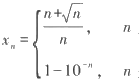 x_n = { (n+√n)/n, n
1−10^{−n}, n